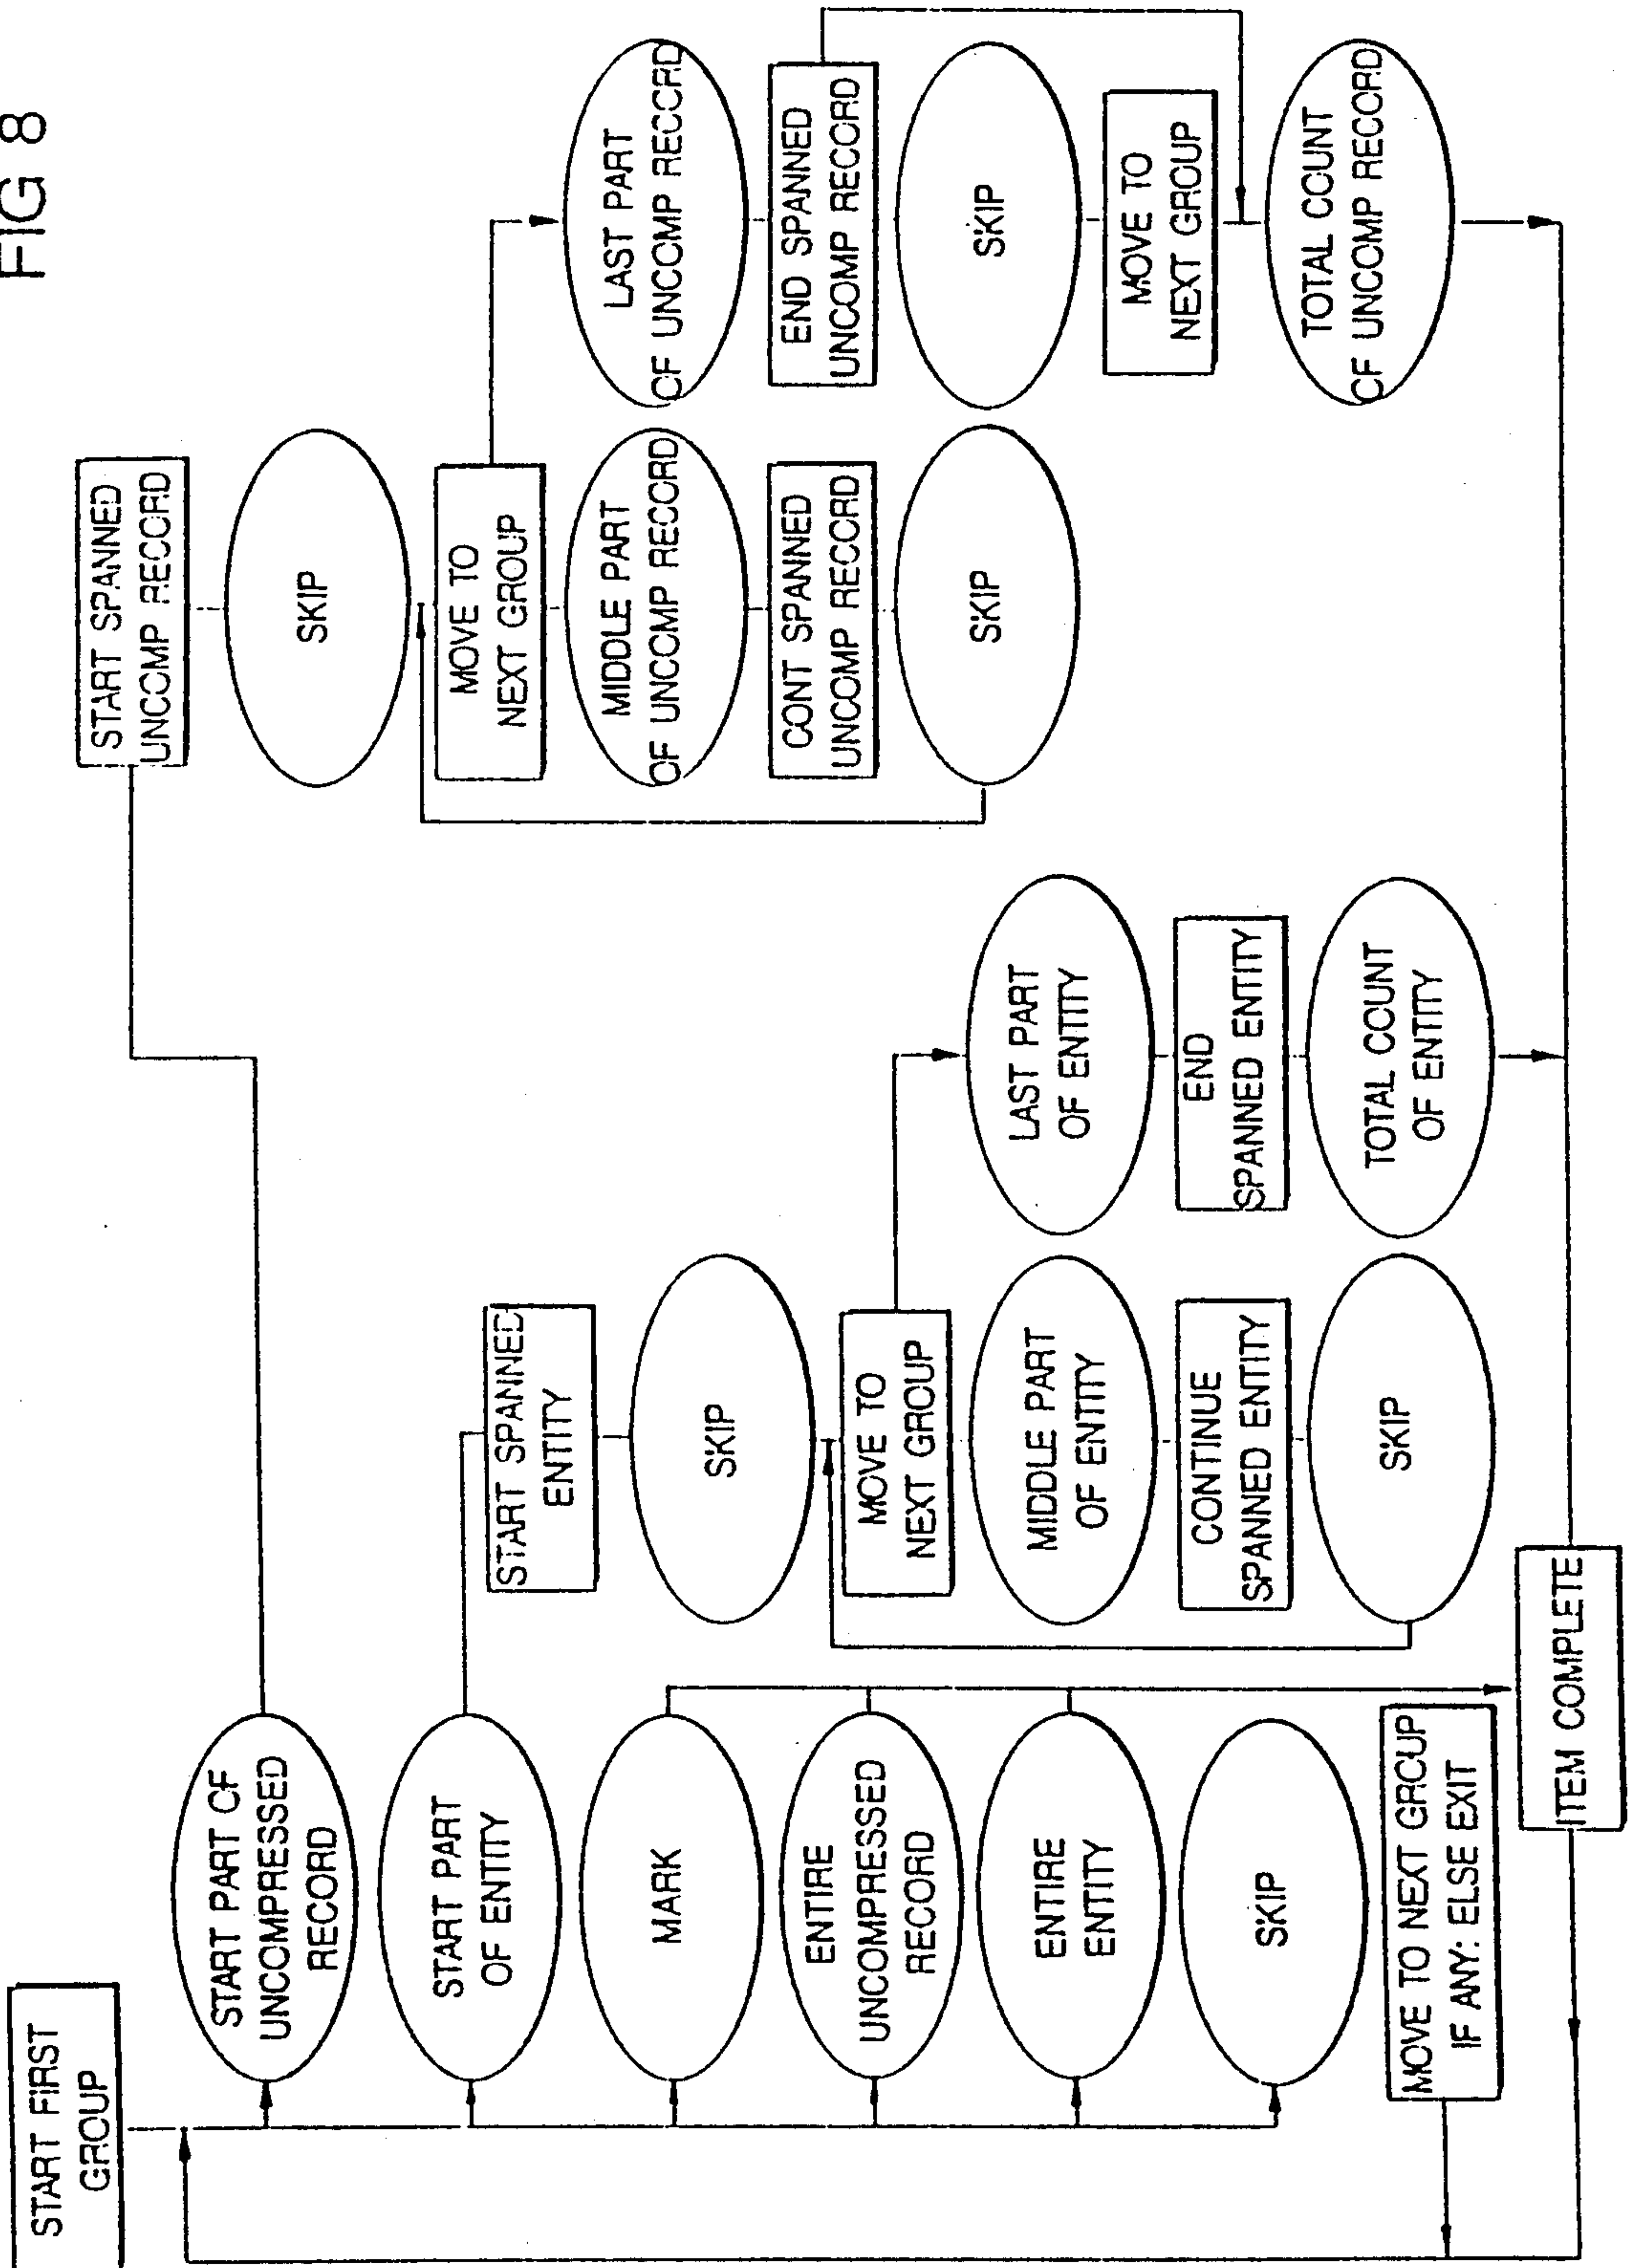 FIG 8
START FIRST
GROUP
START PART OF
UNCOMPRESSED
RECORD
START PART
OF ENTITY
MARK
ENTIRE
UNCOMPRESSED
RECORD
ENTIRE
ENTITY
SKIP
MOVE TO NEXT GROUP
IF ANY: ELSE EXIT
ITEM COMPLETE
START SPANNED
ENTITY
SKIP
MOVE TO
NEXT GROUP
MIDDLE PART
OF ENTITY
CONTINUE
SPANNED ENTITY
SKIP
LAST PART
OF ENTITY
END
SPANNED ENTITY
TOTAL COUNT
OF ENTITY
START SPANNED
UNCOMP RECORD
SKIP
MOVE TO
NEXT GROUP
MIDDLE PART
OF UNCOMP RECORD
CONT SPANNED
UNCOMP RECORD
SKIP
LAST PART
OF UNCOMP RECORD
END SPANNED
UNCOMP RECORD
SKIP
MOVE TO
NEXT GROUP
TOTAL COUNT
OF UNCOMP RECORD